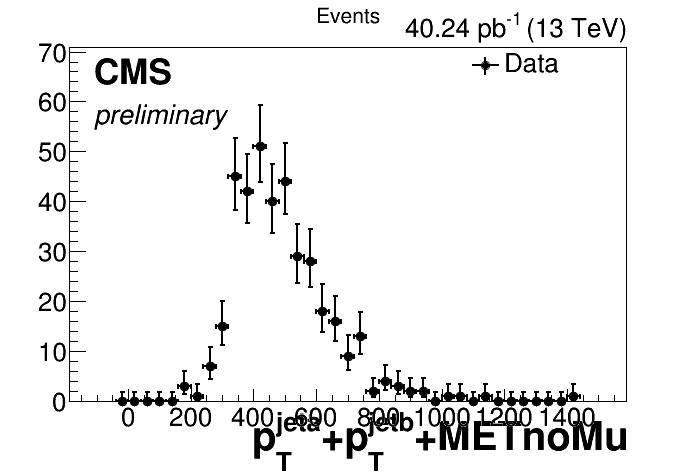 Events
40.24 pb-1 (13 TeV)
70
CMS
Data
60
preliminary
50
40
30
20
10
0
0 200 400 600 800 1000 1200 1400
pTjeta+pTjetb+METnoMu